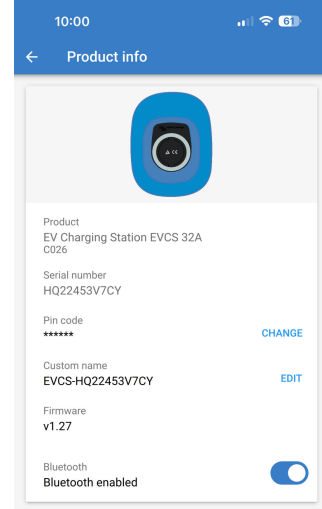 10:00
61
Product info
Product
EV Charging Station EVCS 32A
C026
Serial number
HQ22453V7CY
Pin code
******
CHANGE
Custom name
EVCS-HQ22453V7CY
EDIT
Firmware
v1.27
Bluetooth
Bluetooth enabled